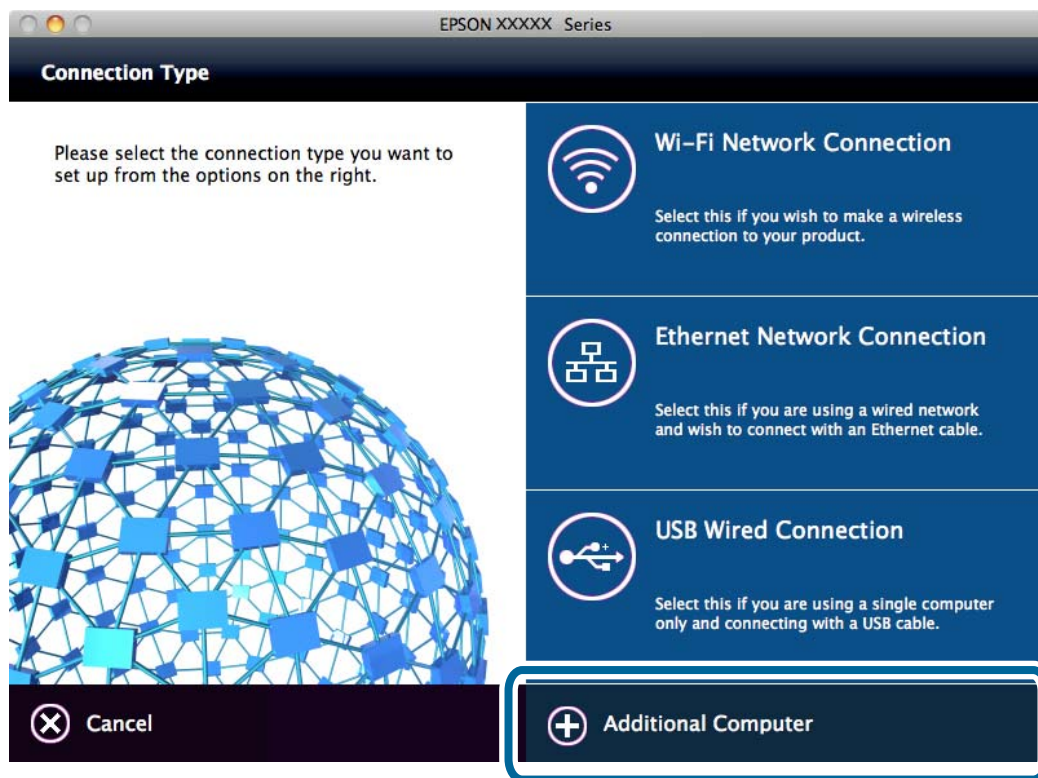 EPSON XXXXX Series
Connection Type
Please select the connection type you want to
set up from the options on the right.
Wi-Fi Network Connection
Select this if you wish to make a wireless
connection to your product.
Ethernet Network Connection
Select this if you are using a wired network
and wish to connect with an Ethernet cable.
USB Wired Connection
Select this if you are using a single computer
only and connecting with a USB cable.
Cancel
Additional Computer